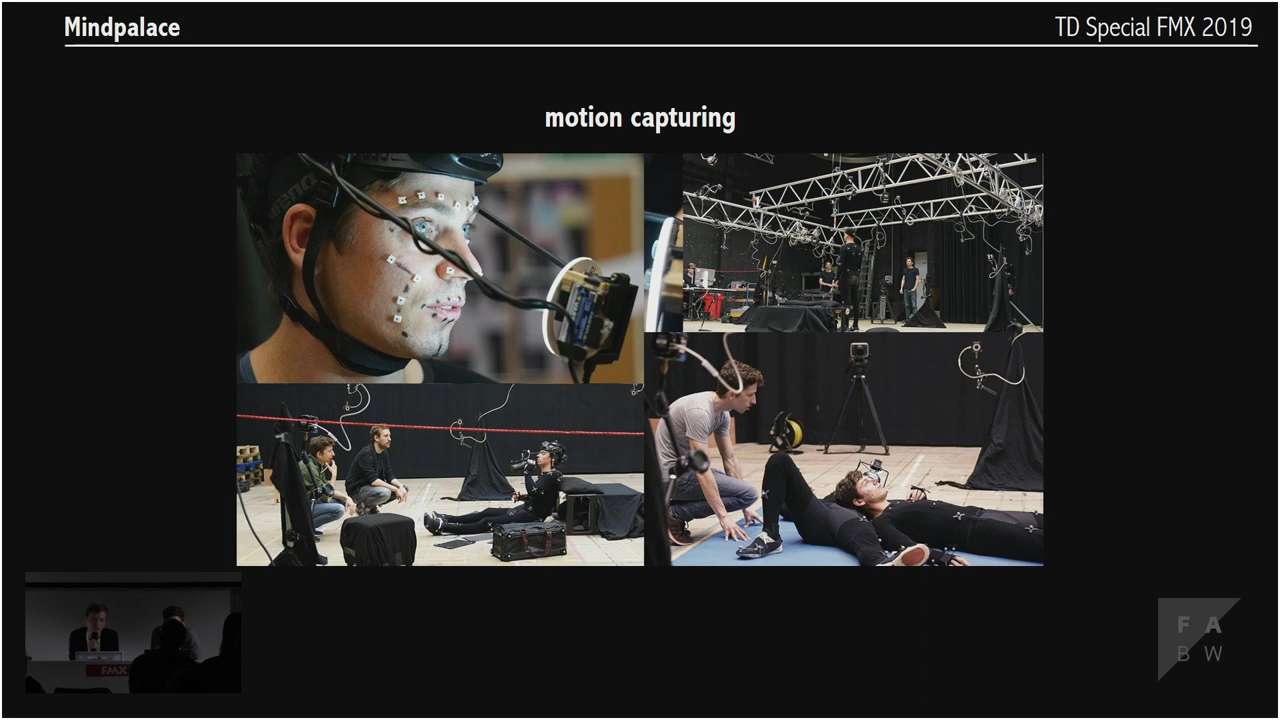 Mindpalace
TD Special FMX 2019
motion capturing
FMX
F A
B W